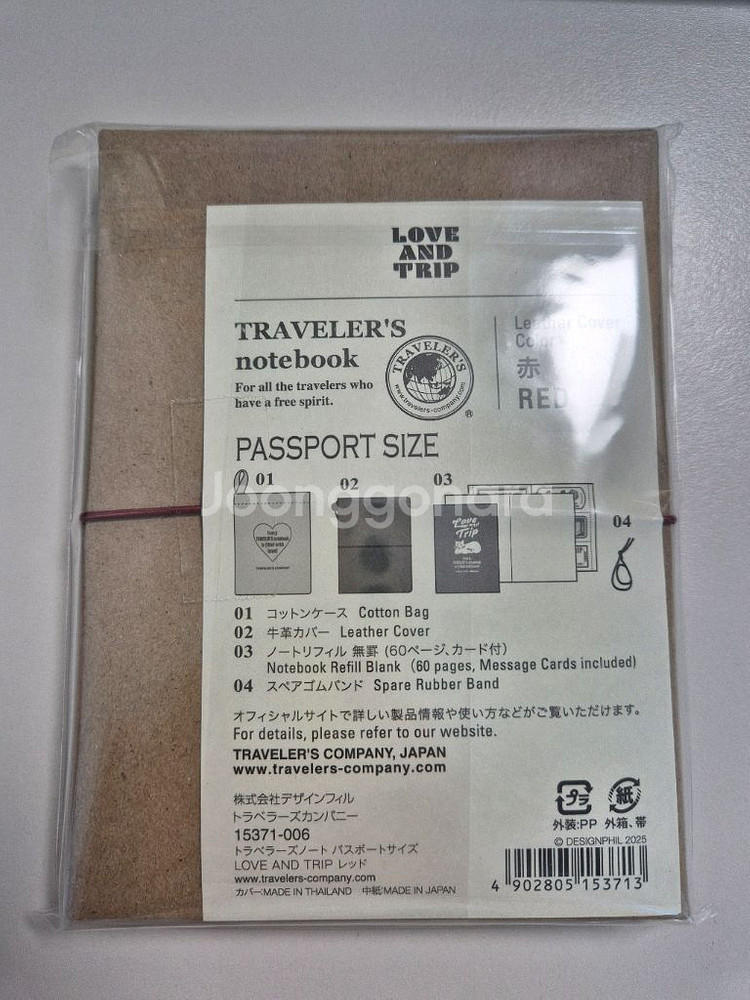 LOVE
AND
TRIP
TRAVELER'S
notebook
For all the travelers who
have a free spirit.
TRAVELER'S
www.travelers-company.com
®
Leather Cover
Color
赤
RED
PASSPORT SIZE
01
02
03
04
Love
and
Trip
Joonggonara
01 コットンケース Cotton Bag
02 牛革カバー Leather Cover
03 ノートリフィル 無罫 (60ページ、カード付)
Notebook Refill Blank (60 pages, Message Cards included)
04 スペアゴムバンド Spare Rubber Band
オフィシャルサイトで詳しい製品情報や使い方などがご覧いただけます。
For details, please refer to our website.
TRAVELER'S COMPANY, JAPAN
www.travelers-company.com
株式会社デザインフィル
トラベラーズカンパニー
15371-006
トラベラーズノート パスポートサイズ
LOVE AND TRIP レッド
www.travelers-company.com
カバー:MADE IN THAILAND 中紙:MADE IN JAPAN
プラ
紙
外装:PP 外箱、帯
© DESIGNPHIL 2025
4 902805 153713